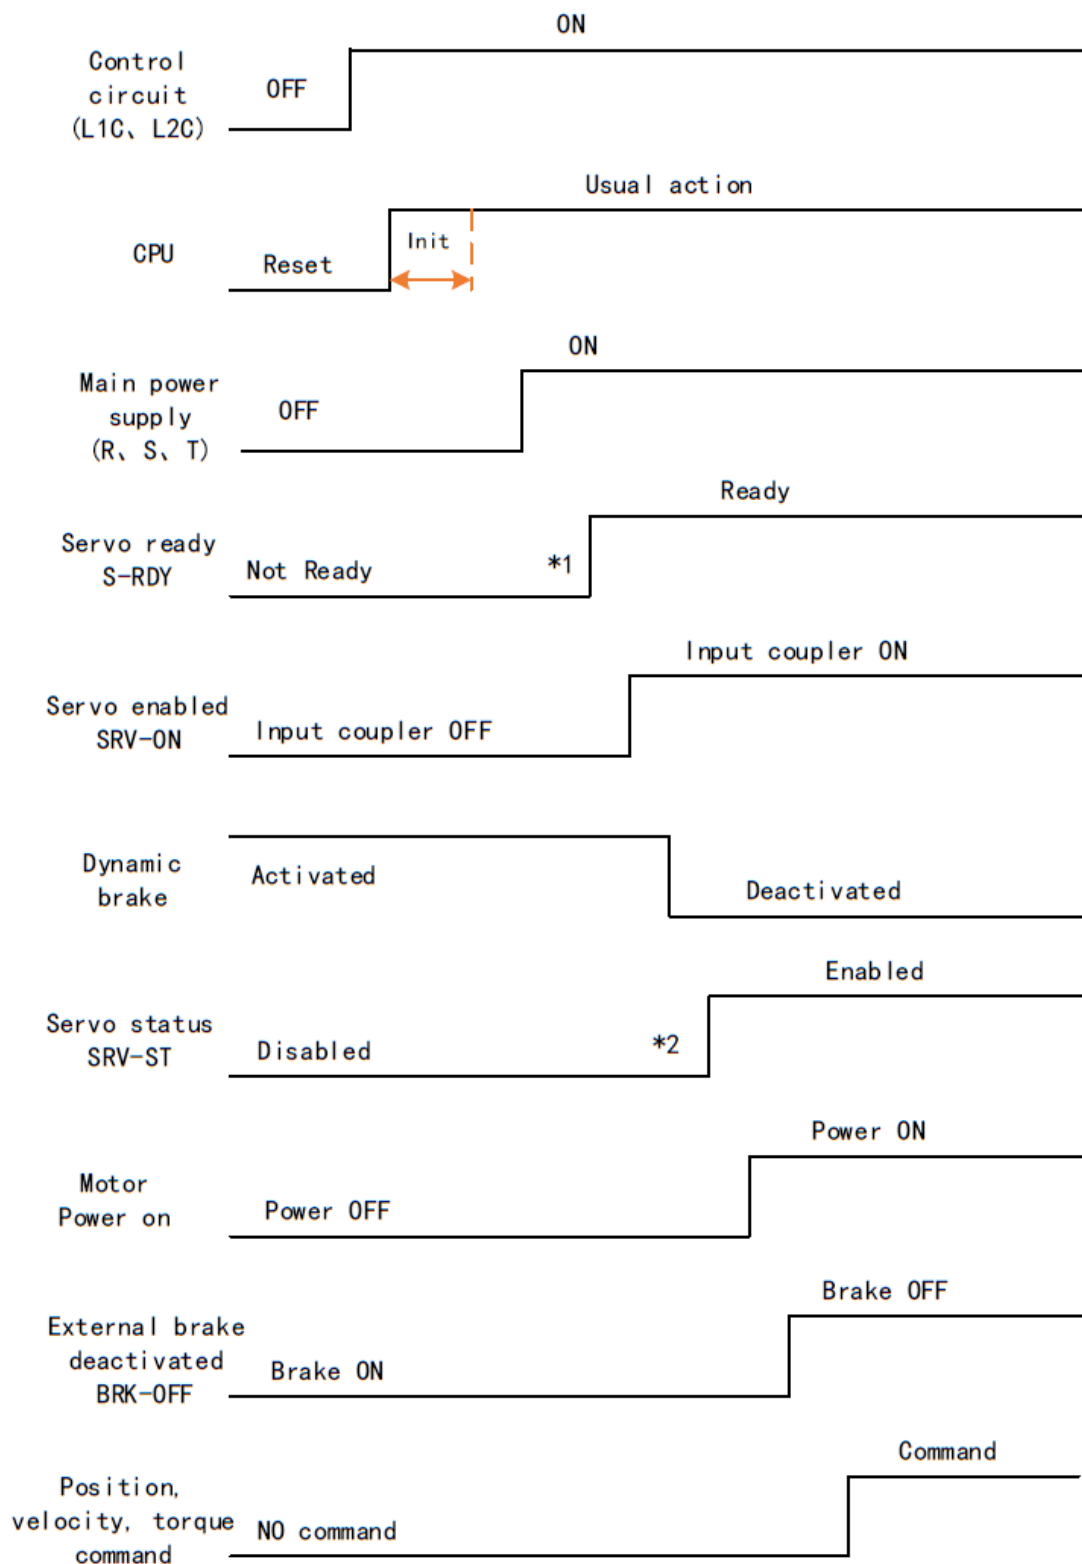 ON
Control
circuit
(L1C、L2C)
OFF
Usual action
CPU
Reset
Init
ON
Main power
supply
(R、S、T)
OFF
Ready
Servo ready
S-RDY
Not Ready
*1
Input coupler ON
Servo enabled
SRV-ON
Input coupler OFF
Dynamic
brake
Activated
Deactivated
Enabled
Servo status
SRV-ST
Disabled
*2
Power ON
Motor
Power on
Power OFF
Brake OFF
External brake
deactivated
BRK-OFF
Brake ON
Command
Position,
velocity, torque
command
NO command